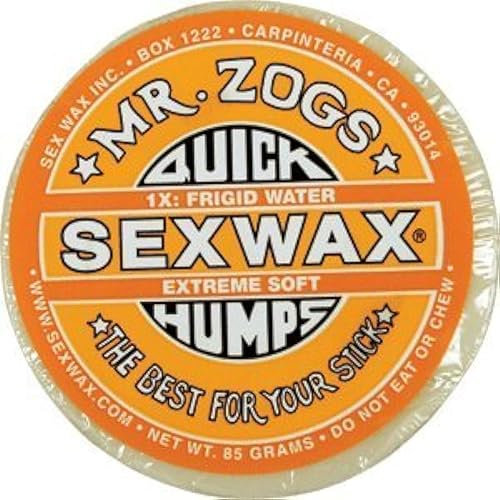 SEX WAX INC. • BOX 1222 • CARPINTERIA • CA • 93014
MR. ZOGS
QUICK
1X: FRIGID WATER
SEXWAX®
EXTREME SOFT
HUMPS
THE BEST FOR YOUR STICK
• WWW.SEXWAX.COM • NET WT. 85 GRAMS • DO NOT EAT OR CHEW •